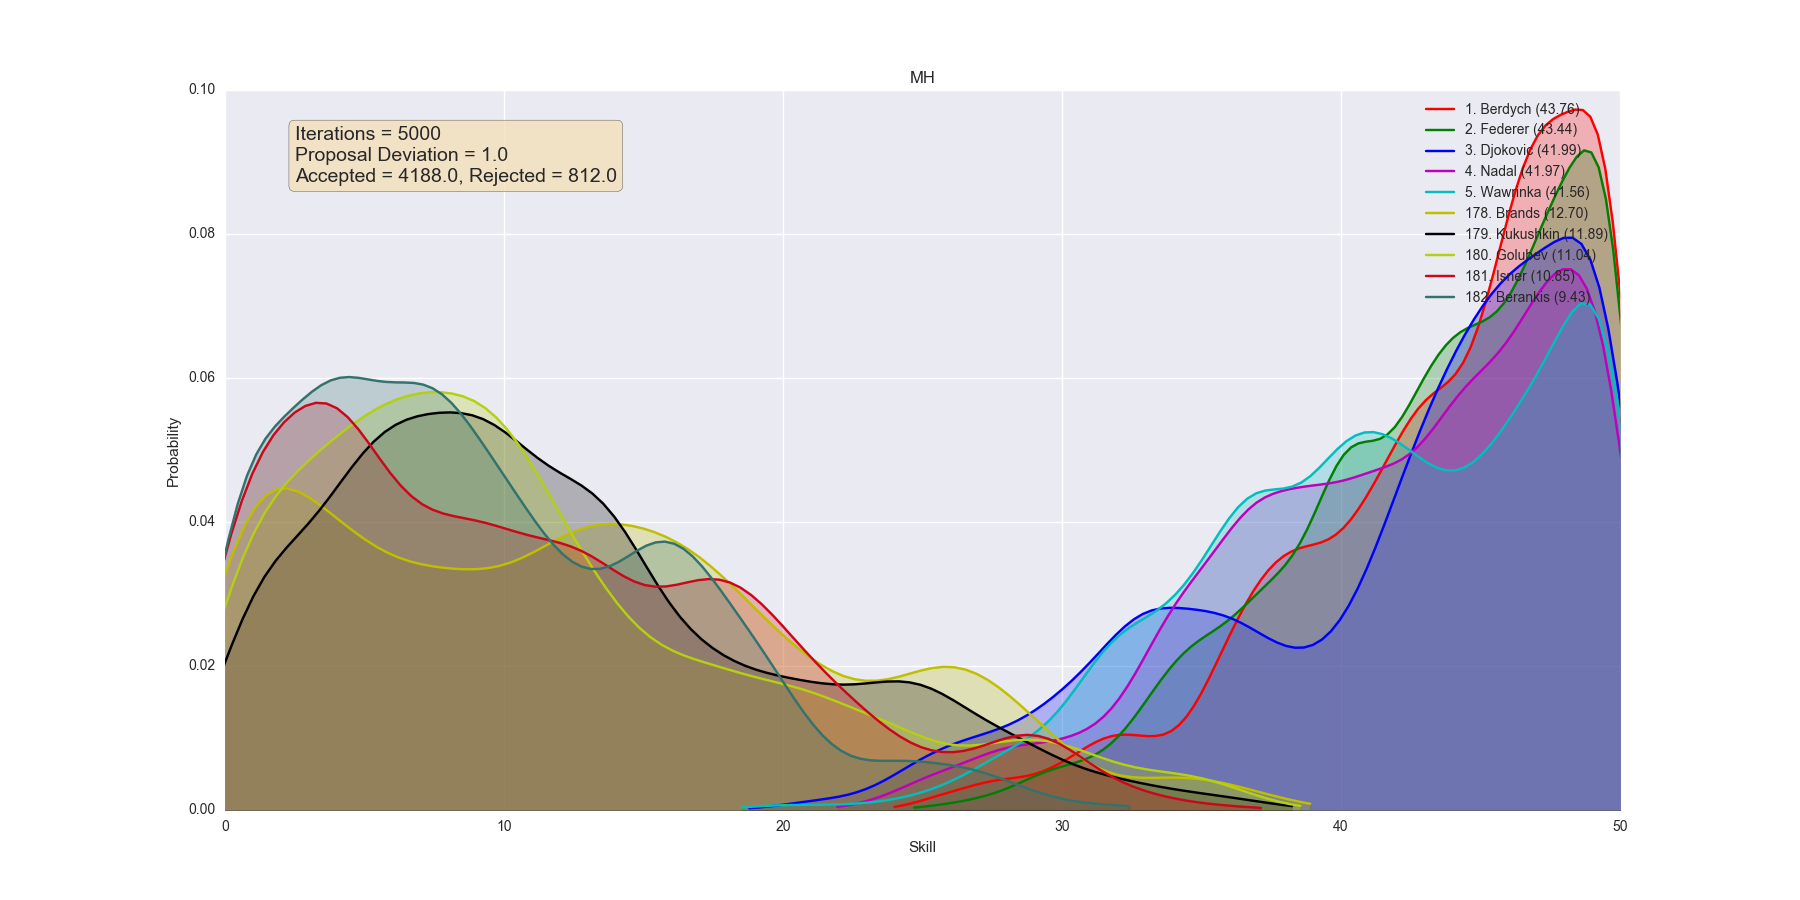 MH
0.10
0.08
0.06
0.04
0.02
0.00
Probability
Iterations = 5000
Proposal Deviation = 1.0
Accepted = 4188.0, Rejected = 812.0
1. Berdych (43.76)
2. Federer (43.44)
3. Djokovic (41.99)
4. Nadal (41.97)
5. Wawrinka (41.56)
178. Brands (12.70)
179. Kukushkin (11.89)
180. Golubev (11.04)
181. Isner (10.85)
182. Berankis (9.43)
0 10 20 30 40 50
Skill